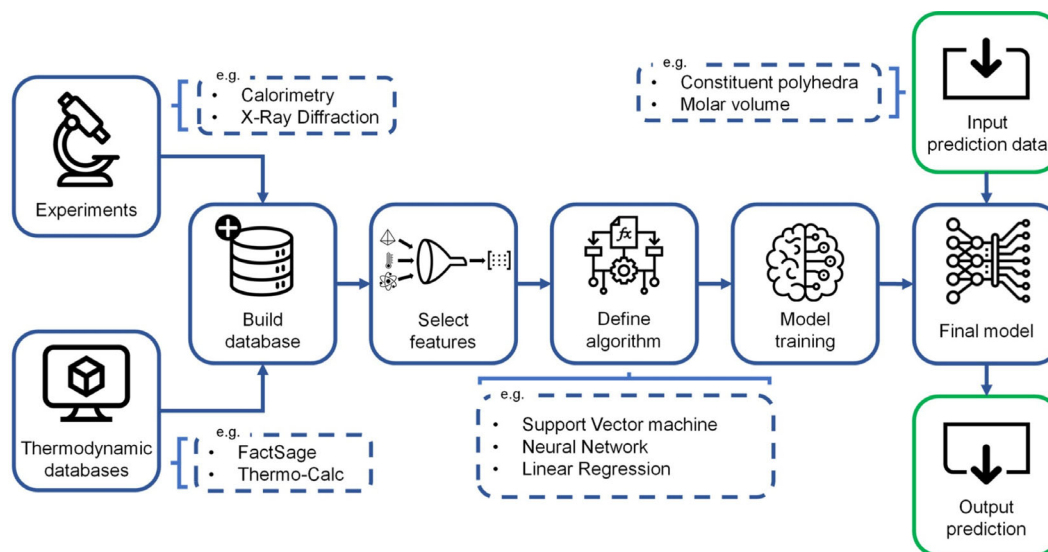 e.g.
• Calorimetry
• X-Ray Diffraction
Experiments
e.g.
• Constituent polyhedra
• Molar volume
Input
prediction data
Build
database
Select
features
fx
Define
algorithm
Model
training
Final model
Thermodynamic
databases
e.g.
• FactSage
• Thermo-Calc
e.g.
• Support Vector machine
• Neural Network
• Linear Regression
Output
prediction